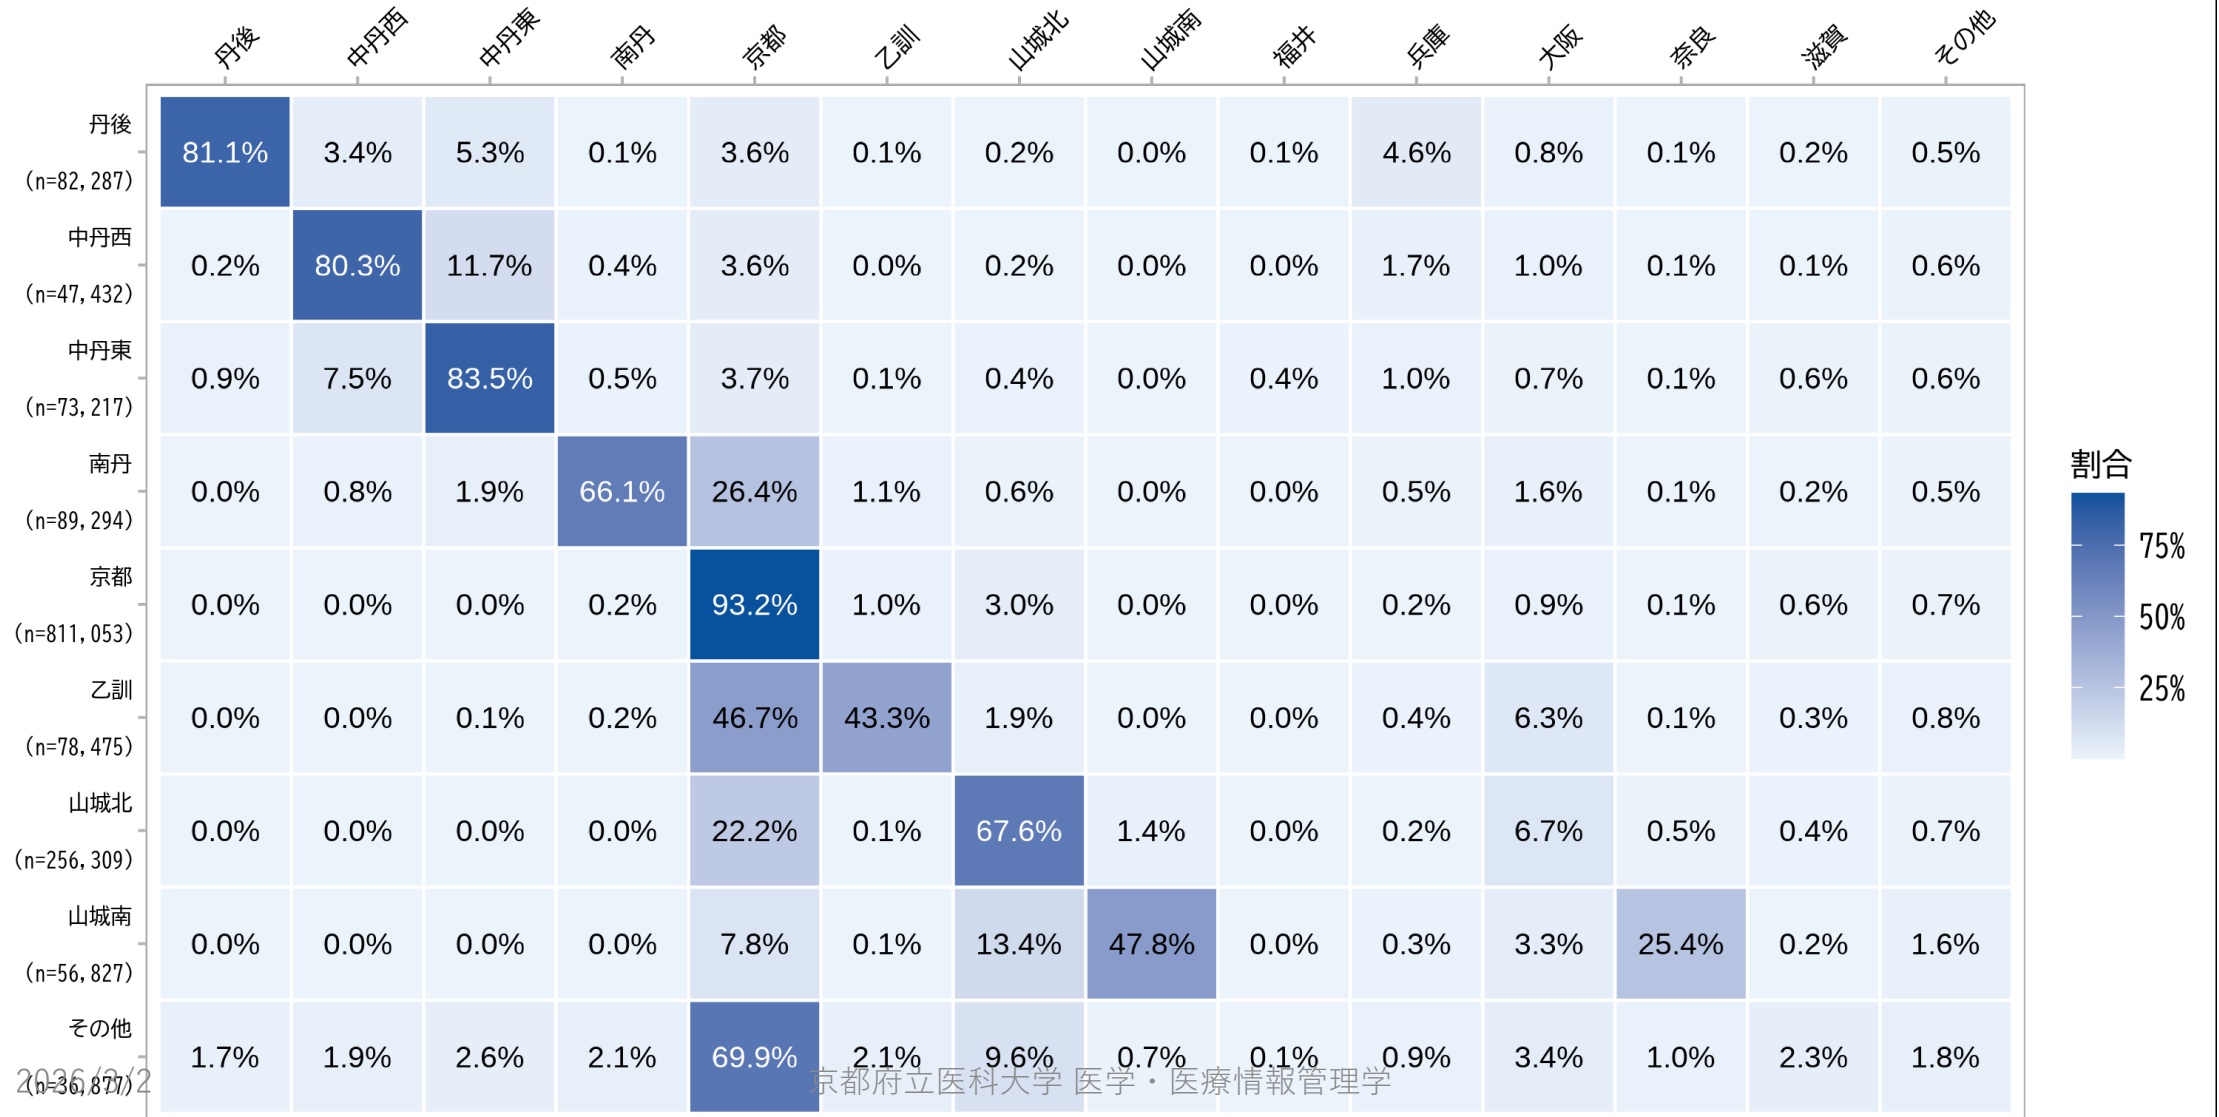 丹後 中丹西 中丹東 南丹 京都 乙訓 山城北 山城南 福井 兵庫 大阪 奈良 滋賀 その他
丹後
81.1% 3.4% 5.3% 0.1% 3.6% 0.1% 0.2% 0.0% 0.1% 4.6% 0.8% 0.1% 0.2% 0.5%
(n=82,287)
中丹西
0.2% 80.3% 11.7% 0.4% 3.6% 0.0% 0.2% 0.0% 0.0% 1.7% 1.0% 0.1% 0.1% 0.6%
(n=47,432)
中丹東
0.9% 7.5% 83.5% 0.5% 3.7% 0.1% 0.4% 0.0% 0.4% 1.0% 0.7% 0.1% 0.6% 0.6%
(n=73,217)
南丹
0.0% 0.8% 1.9% 66.1% 26.4% 1.1% 0.6% 0.0% 0.0% 0.5% 1.6% 0.1% 0.2% 0.5%
(n=89,294)
京都
0.0% 0.0% 0.0% 0.2% 93.2% 1.0% 3.0% 0.0% 0.0% 0.2% 0.9% 0.1% 0.6% 0.7%
(n=811,053)
乙訓
0.0% 0.0% 0.1% 0.2% 46.7% 43.3% 1.9% 0.0% 0.0% 0.4% 6.3% 0.1% 0.3% 0.8%
(n=78,475)
山城北
0.0% 0.0% 0.0% 0.0% 22.2% 0.1% 67.6% 1.4% 0.0% 0.2% 6.7% 0.5% 0.4% 0.7%
(n=256,309)
山城南
0.0% 0.0% 0.0% 0.0% 7.8% 0.1% 13.4% 47.8% 0.0% 0.3% 3.3% 25.4% 0.2% 1.6%
(n=56,827)
その他
1.7% 1.9% 2.6% 2.1% 69.9% 2.1% 9.6% 0.7% 0.1% 0.9% 3.4% 1.0% 2.3% 1.8%
(n=36,877)
割合
75%
50%
25%
2026/3/2
京都府立医科大学 医学・医療情報管理学